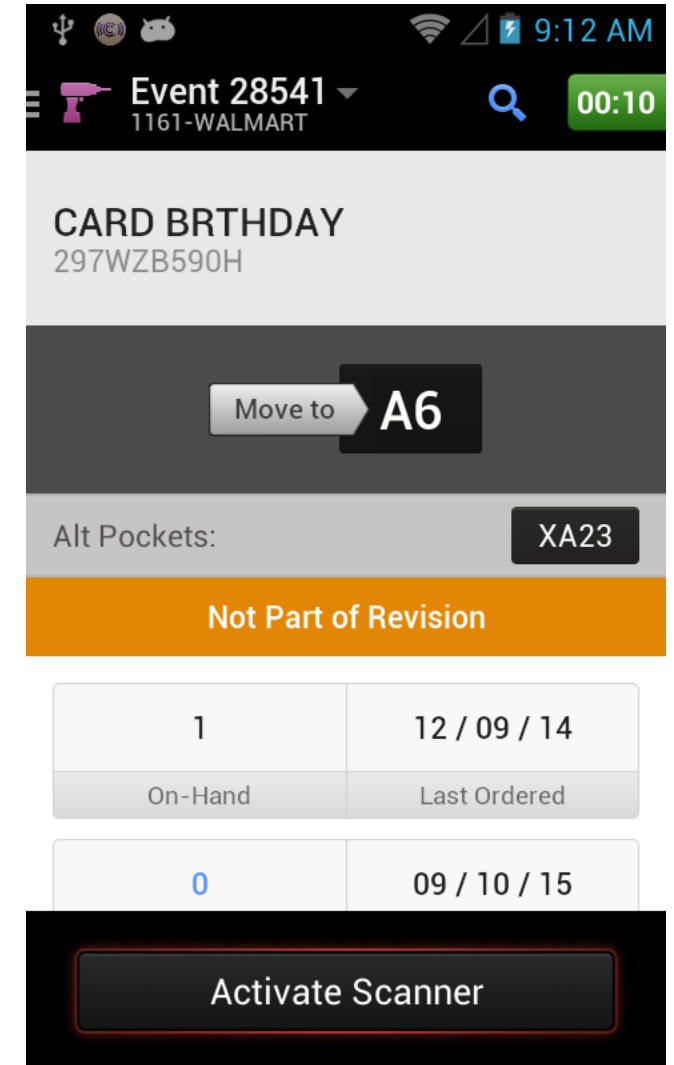 9:12 AM
Event 28541
1161-WALMART
00:10
CARD BRTHDAY
297WZB590H
Move to A6
Alt Pockets: XA23
Not Part of Revision
1 12 / 09 / 14
On-Hand Last Ordered
0 09 / 10 / 15
Activate Scanner